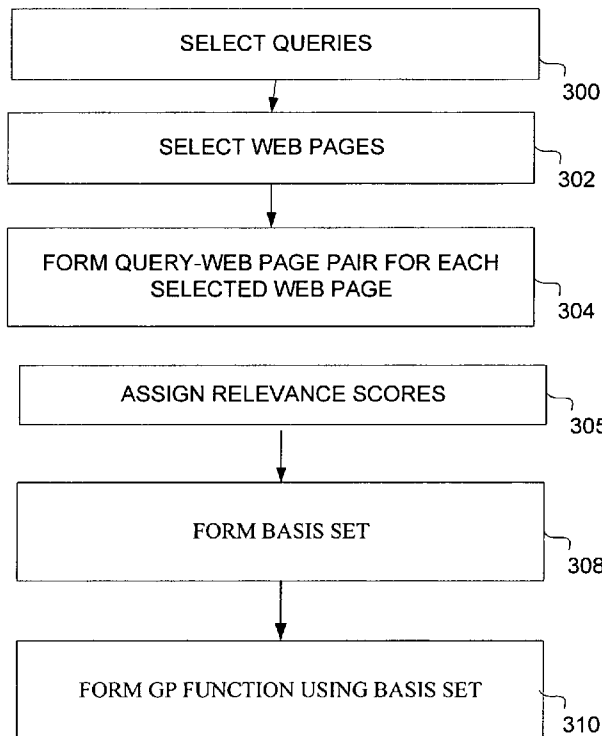 SELECT QUERIES
300
SELECT WEB PAGES
302
FORM QUERY-WEB PAGE PAIR FOR EACH
SELECTED WEB PAGE
304
ASSIGN RELEVANCE SCORES
305
FORM BASIS SET
308
FORM GP FUNCTION USING BASIS SET
310